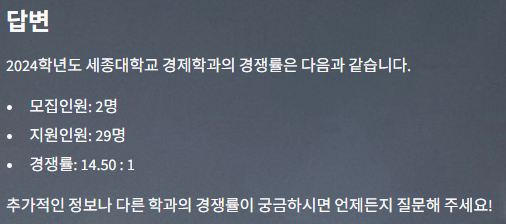 답변
2024학년도 세종대학교 경제학과의 경쟁률은 다음과 같습니다.
• 모집인원: 2명
• 지원인원: 29명
• 경쟁률: 14.50 : 1
추가적인 정보나 다른 학과의 경쟁률이 궁금하시면 언제든지 질문해 주세요!